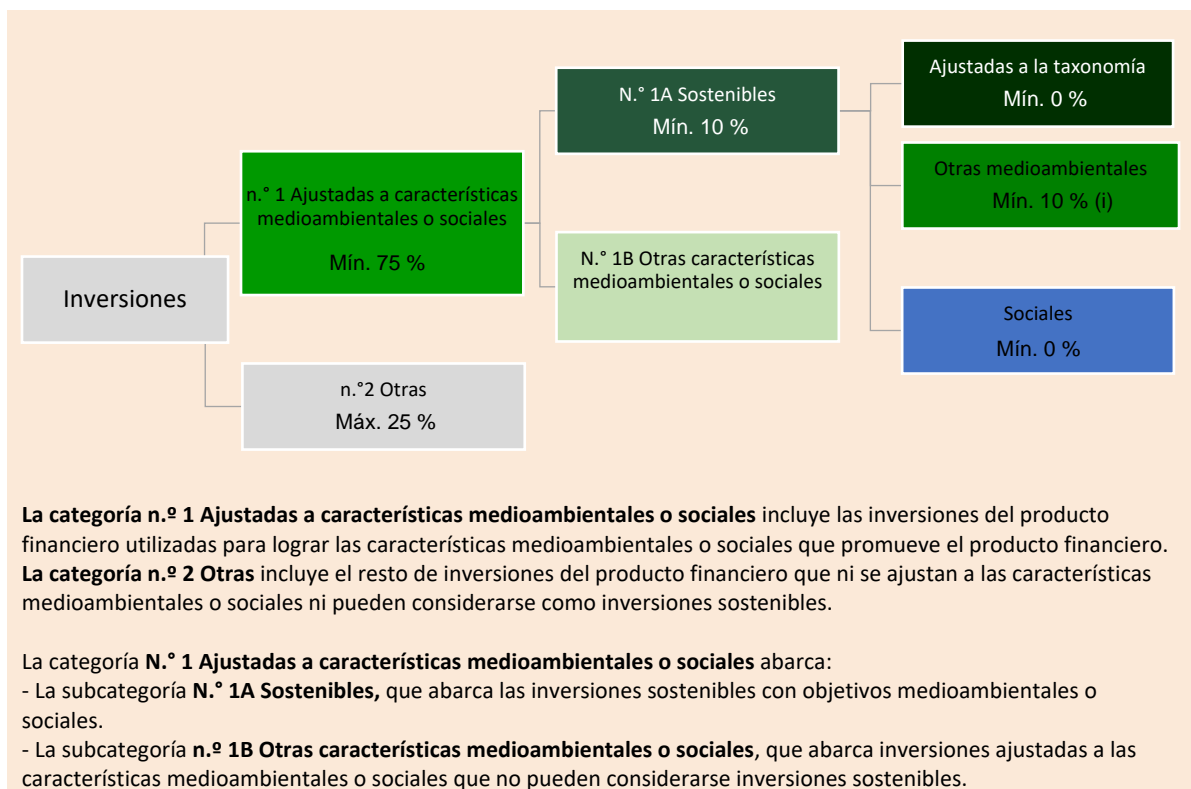 Inversiones
n.° 1 Ajustadas a características
medioambientales o sociales
Mín. 75 %
n.°2 Otras
Máx. 25 %
N.° 1A Sostenibles
Mín. 10 %
N.° 1B Otras características
medioambientales o sociales
Ajustadas a la taxonomía
Mín. 0 %
Otras medioambientales
Mín. 10 % (i)
Sociales
Mín. 0 %
La categoría n.º 1 Ajustadas a características medioambientales o sociales incluye las inversiones del producto
financiero utilizadas para lograr las características medioambientales o sociales que promueve el producto financiero.
La categoría n.º 2 Otras incluye el resto de inversiones del producto financiero que ni se ajustan a las características
medioambientales o sociales ni pueden considerarse como inversiones sostenibles.
La categoría N.° 1 Ajustadas a características medioambientales o sociales abarca:
- La subcategoría N.° 1A Sostenibles, que abarca las inversiones sostenibles con objetivos medioambientales o
sociales.
- La subcategoría n.º 1B Otras características medioambientales o sociales, que abarca inversiones ajustadas a las
características medioambientales o sociales que no pueden considerarse inversiones sostenibles.